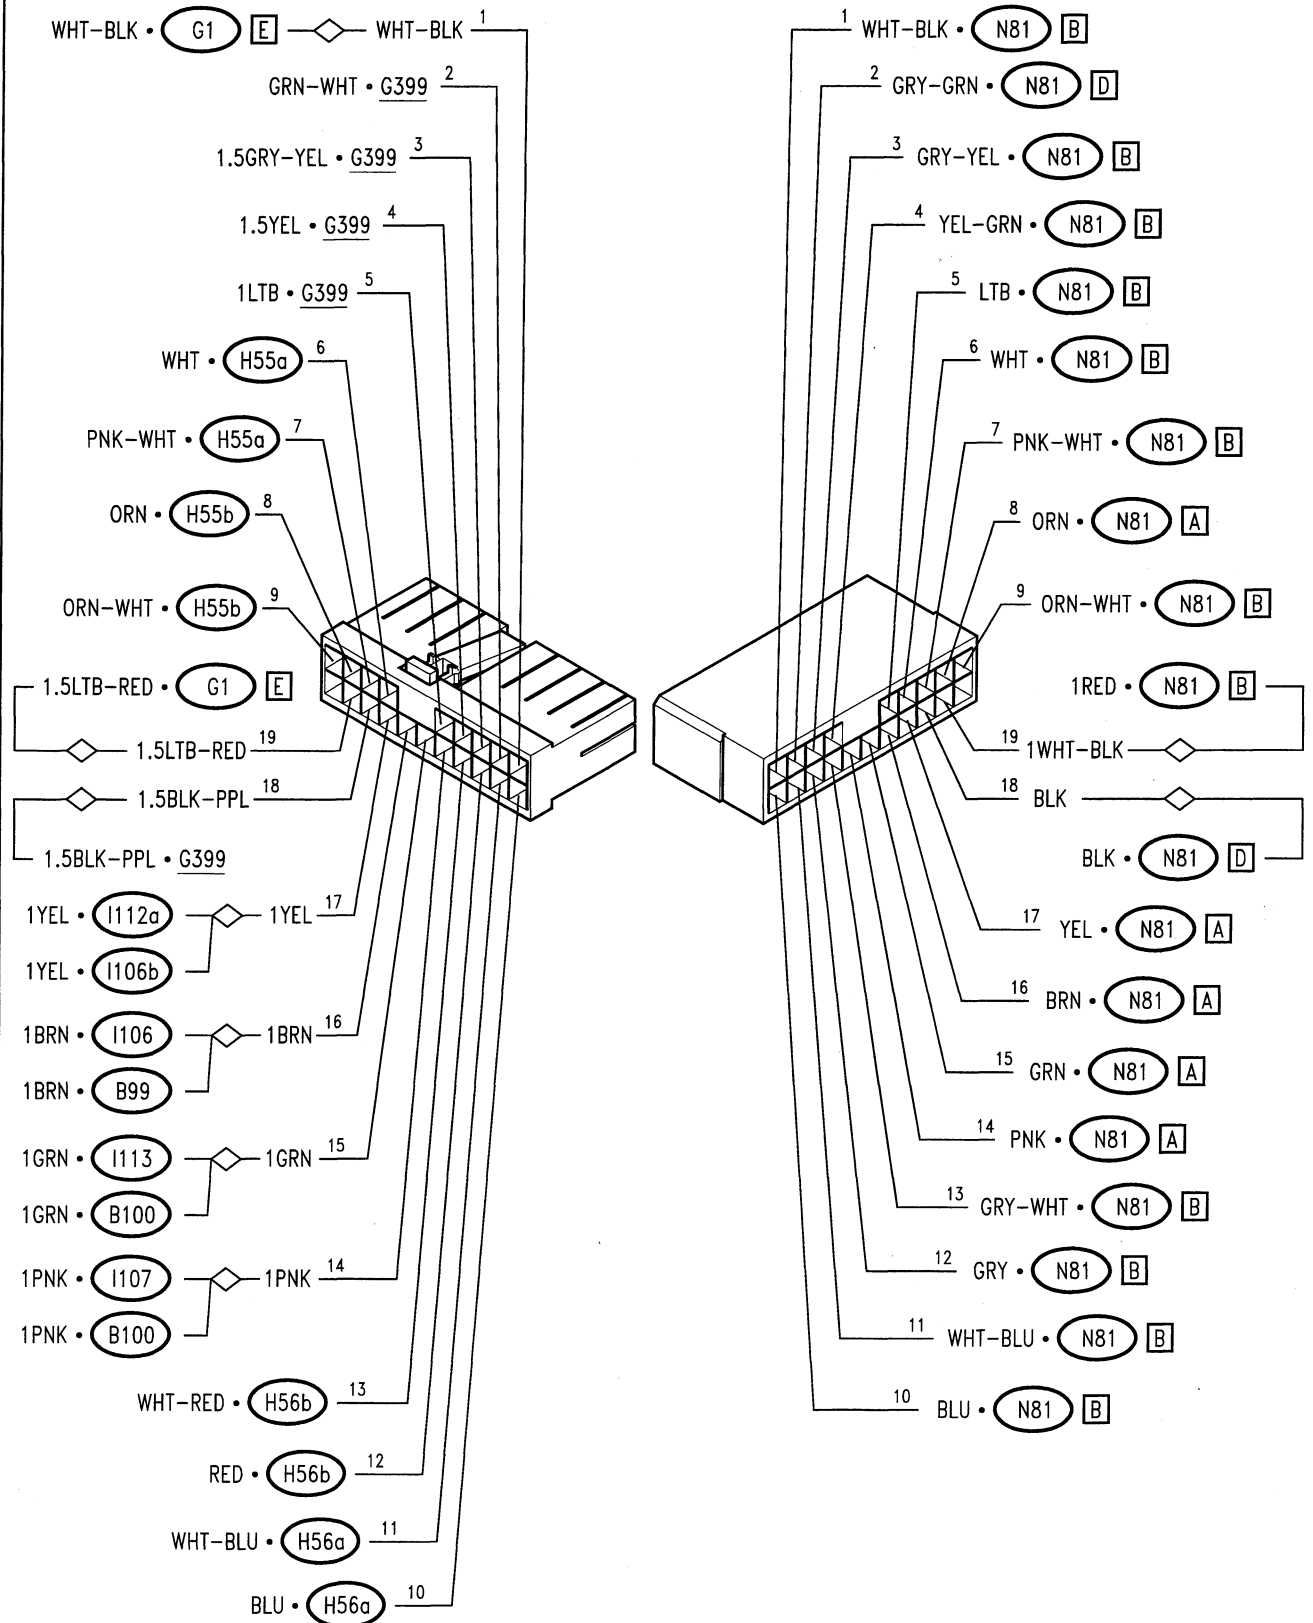 WHT-BLK • G1 E WHT-BLK 1
GRN-WHT • G399 2
1.5GRY-YEL • G399 3
1.5YEL • G399 4
1LTB • G399 5
WHT • H55a 6
PNK-WHT • H55a 7
ORN • H55b 8
ORN-WHT • H55b 9
1.5LTB-RED • G1 E
1.5LTB-RED 19
1.5BLK-PPL 18
1.5BLK-PPL • G399
1YEL • I112a 1YEL 17
1YEL • I106b
1BRN • I106 1BRN 16
1BRN • B99
1GRN • I113 1GRN 15
1GRN • B100
1PNK • I107 1PNK 14
1PNK • B100
WHT-RED • H56b 13
RED • H56b 12
WHT-BLU • H56a 11
BLU • H56a 10
1 WHT-BLK • N81 B
2 GRY-GRN • N81 D
3 GRY-YEL • N81 B
4 YEL-GRN • N81 B
5 LTB • N81 B
6 WHT • N81 B
7 PNK-WHT • N81 B
8 ORN • N81 A
9 ORN-WHT • N81 B
1RED • N81 B
19 1WHT-BLK
18 BLK
BLK • N81 D
17 YEL • N81 A
16 BRN • N81 A
15 GRN • N81 A
14 PNK • N81 A
13 GRY-WHT • N81 B
12 GRY • N81 B
11 WHT-BLU • N81 B
10 BLU • N81 B